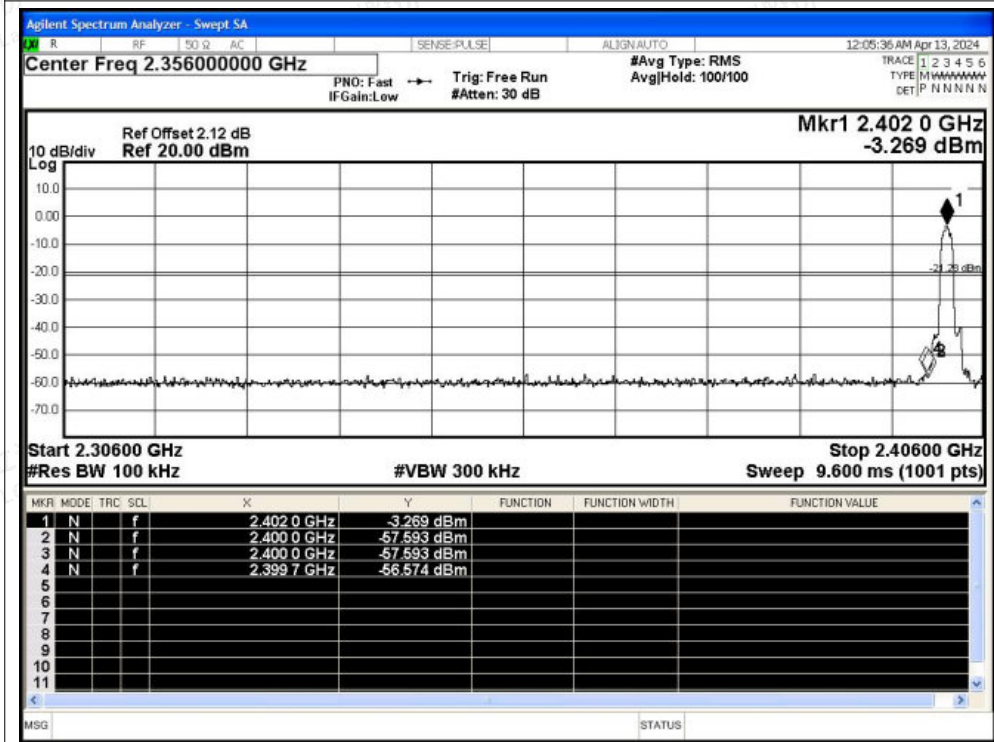 Agilent Spectrum Analyzer - Swept SA
LXI R RF 50 Ω AC SENSE:PULSE ALIGN AUTO 12:05:36 AM Apr 13, 2024
Center Freq 2.356000000 GHz
PNO: Fast
IFGain:Low
Trig: Free Run
#Atten: 30 dB
#Avg Type: RMS
Avg|Hold: 100/100
TRACE 1 2 3 4 5 6
TYPE M
DET P N N N N N
Ref Offset 2.12 dB
10 dB/div Ref 20.00 dBm
Log
Mkr1 2.402 0 GHz
-3.269 dBm
10.0
0.00
-10.0
-20.0
-30.0
-40.0
-50.0
-60.0
-70.0
1
-21.28 dBm
Start 2.30600 GHz Stop 2.40600 GHz
#Res BW 100 kHz #VBW 300 kHz Sweep 9.600 ms (1001 pts)
MKR MODE TRC SCL X Y FUNCTION FUNCTION WIDTH FUNCTION VALUE
1 N f 2.402 0 GHz -3.269 dBm
2 N f 2.400 0 GHz -57.593 dBm
3 N f 2.400 0 GHz -57.593 dBm
4 N f 2.399 7 GHz -56.574 dBm
5
6
7
8
9
10
11
MSG STATUS